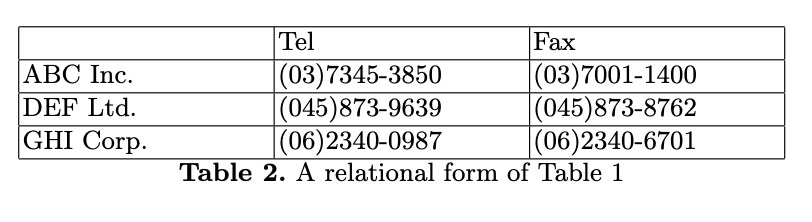 Tel Fax
ABC Inc. (03)7345-3850 (03)7001-1400
DEF Ltd. (045)873-9639 (045)873-8762
GHI Corp. (06)2340-0987 (06)2340-6701
Table 2. A relational form of Table 1